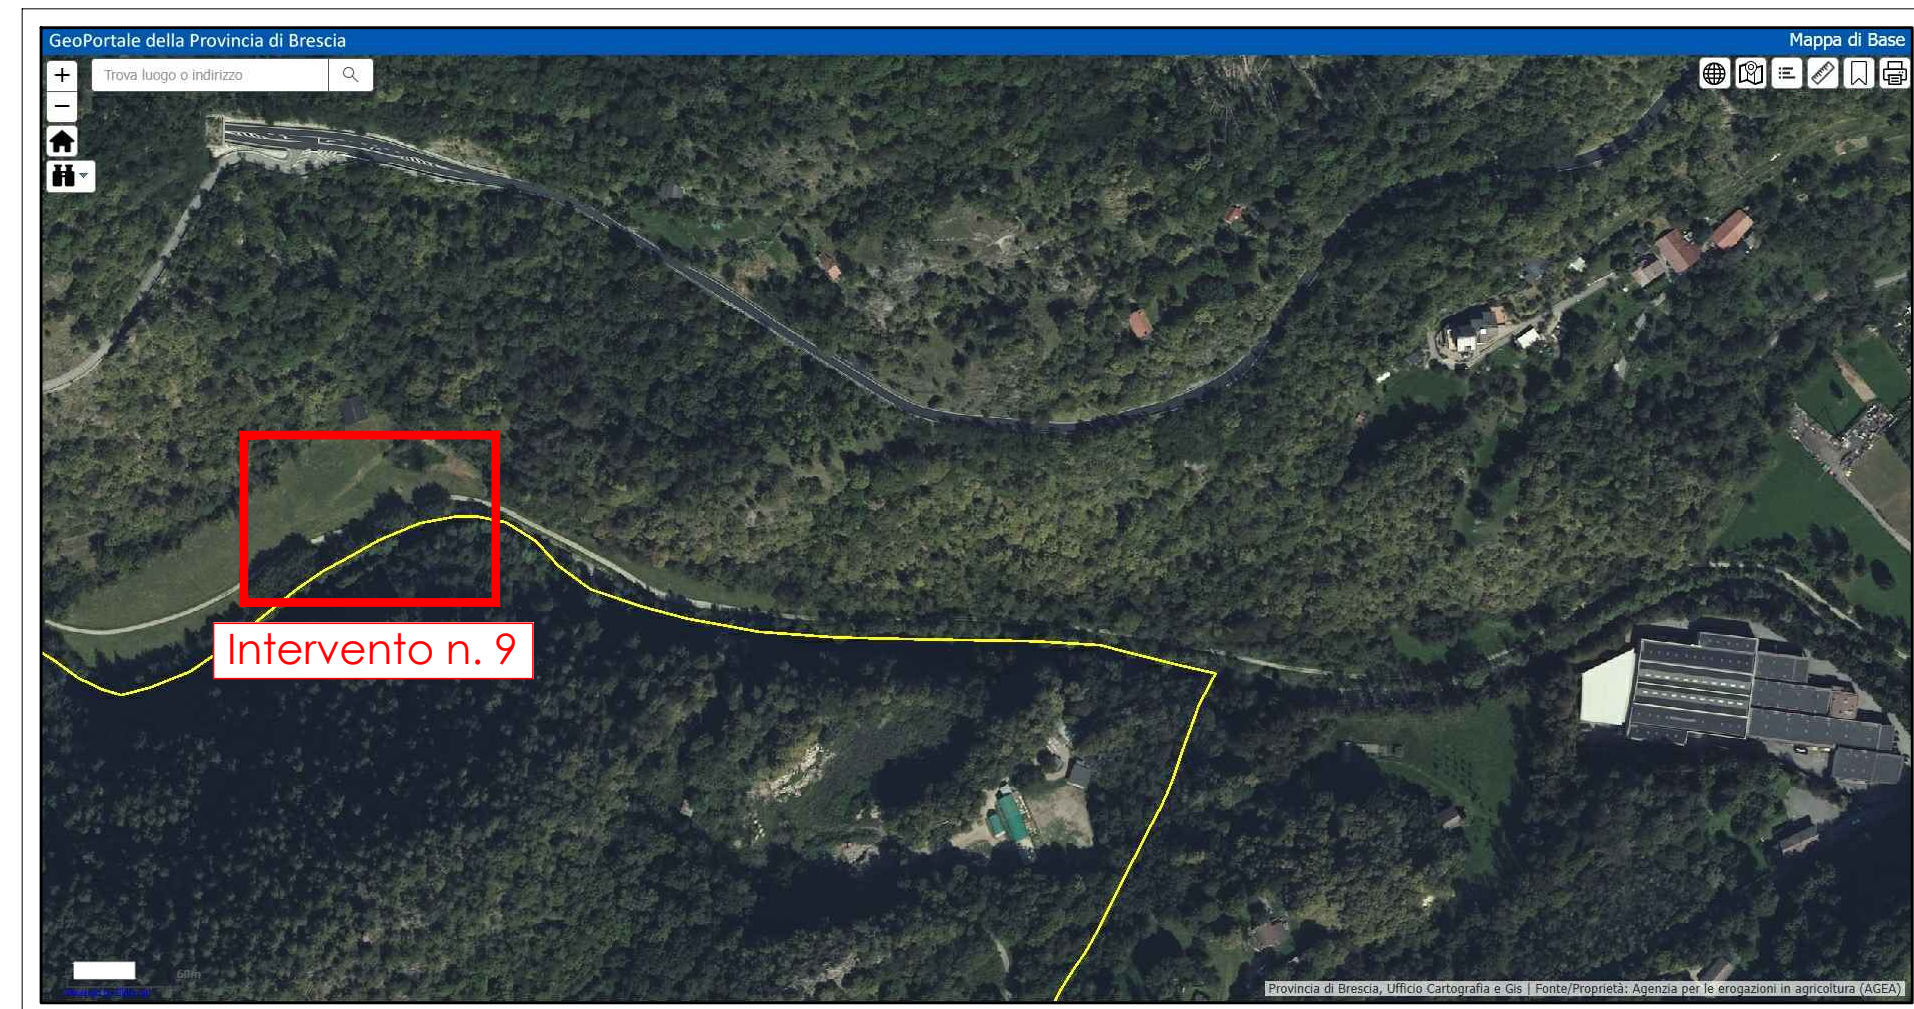 GeoPortale della Provincia di Brescia
Mappa di Base
+
Trova luogo o indirizzo
−
Intervento n. 9
60m
Provincia di Brescia, Ufficio Cartografia e Gis | Fonte/Proprietà: Agenzia per le erogazioni in agricoltura (AGEA)